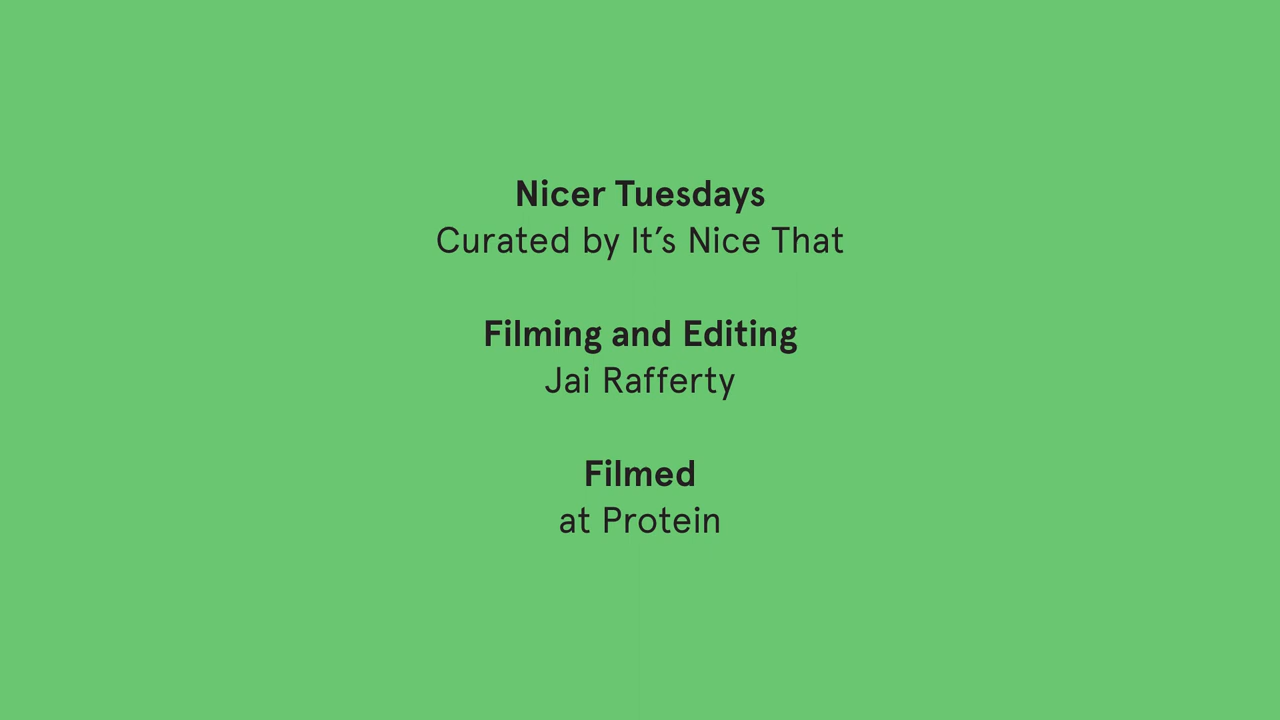 Nicer Tuesdays
Curated by It’s Nice That
Filming and Editing
Jai Rafferty
Filmed
at Protein